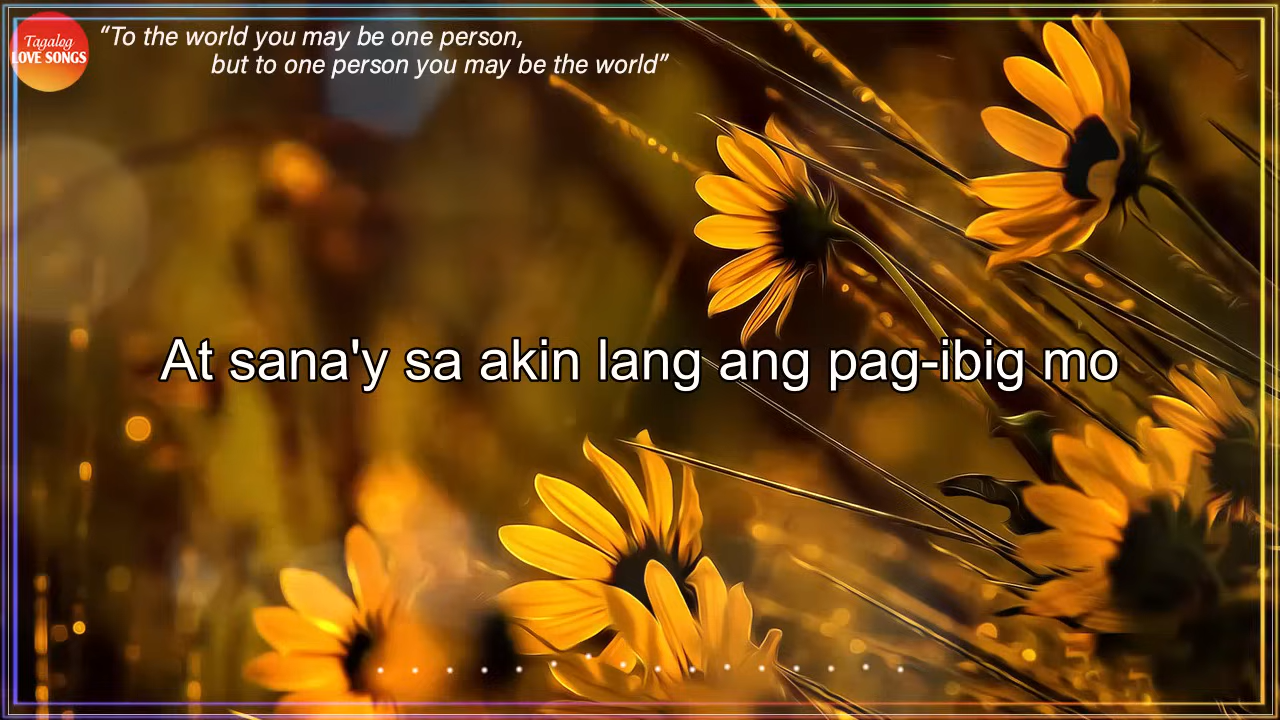 Tagalog
LOVE SONGS
“To the world you may be one person,
but to one person you may be the world”
At sana'y sa akin lang ang pag-ibig mo